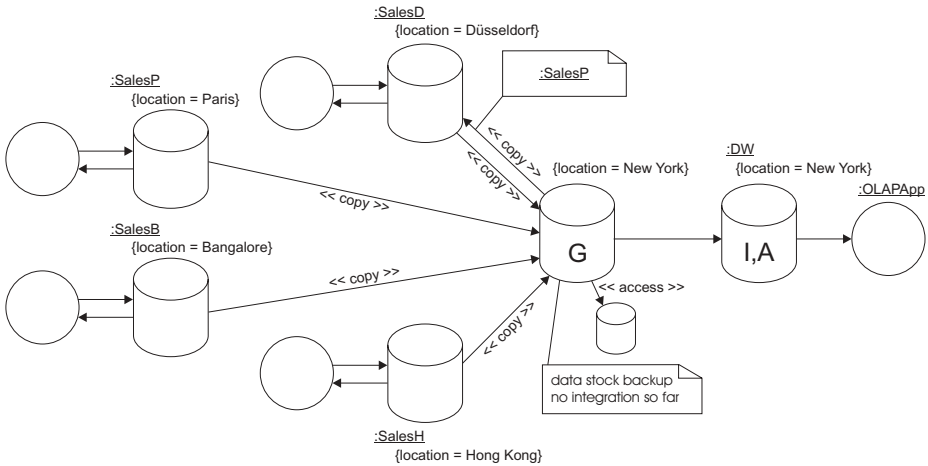 :SalesD
{location = Düsseldorf}
:SalesP
:SalesP
{location = Paris}
<< copy >>
<< copy >>
<< copy >>
{location = New York}
:DW
{location = New York}
:OLAPApp
:SalesB
{location = Bangalore}
<< copy >>
G
I,A
<< access >>
<< copy >>
data stock backup
no integration so far
:SalesH
{location = Hong Kong}